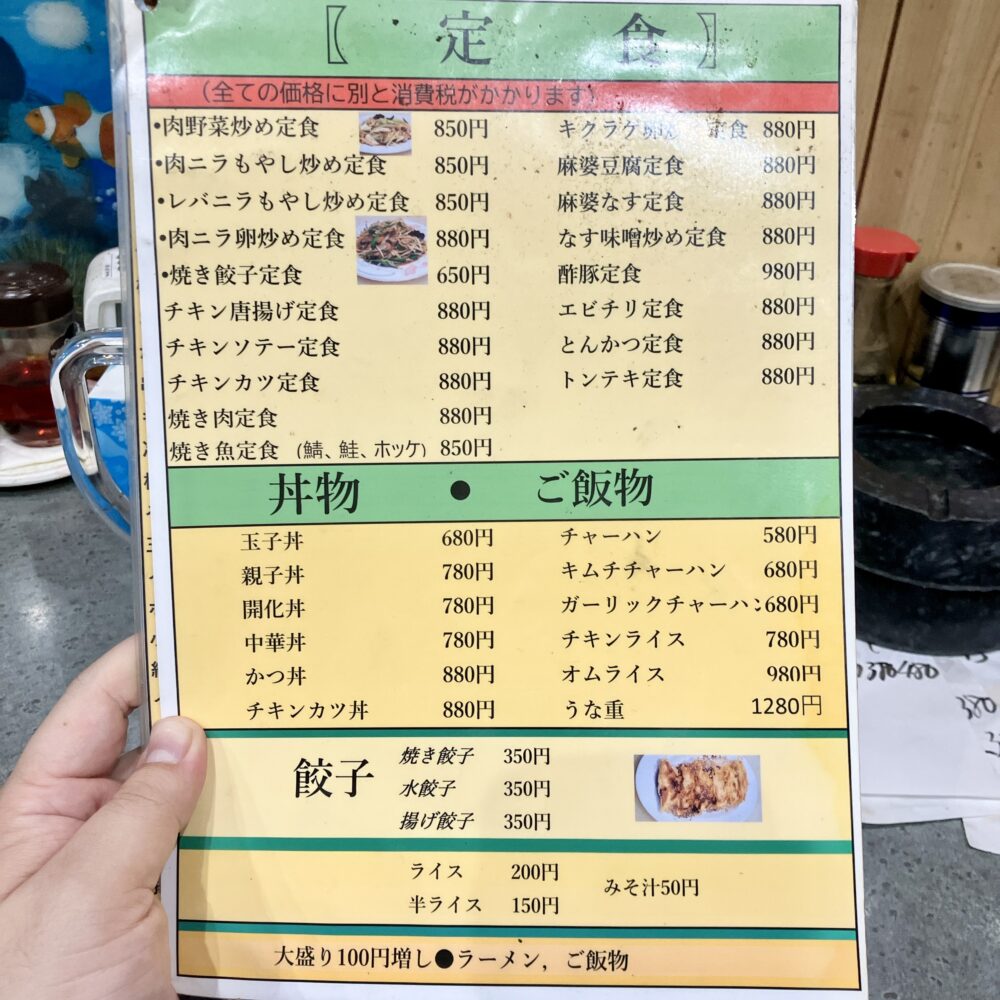 【 定 食 】
（全ての価格に別と消費税がかかります）
•肉野菜炒め定食 850円
•肉ニラもやし炒め定食 850円
•レバニラもやし炒め定食 850円
•肉ニラ卵炒め定食 880円
•焼き餃子定食 650円
チキン唐揚げ定食 880円
チキンソテー定食 880円
チキンカツ定食 880円
焼き肉定食 880円
焼き魚定食 (鯖、鮭、ホッケ) 850円
キクラゲ卵 定食 880円
麻婆豆腐定食 880円
麻婆なす定食 880円
なす味噌炒め定食 880円
酢豚定食 980円
エビチリ定食 880円
とんかつ定食 880円
トンテキ定食 880円
丼物 ● ご飯物
玉子丼 680円
親子丼 780円
開化丼 780円
中華丼 780円
かつ丼 880円
チキンカツ丼 880円
チャーハン 580円
キムチチャーハン 680円
ガーリックチャーハン 680円
チキンライス 780円
オムライス 980円
うな重 1280円
餃子
焼き餃子 350円
水餃子 350円
揚げ餃子 350円
ライス 200円
半ライス 150円
みそ汁50円
大盛り100円増し●ラーメン，ご飯物
380